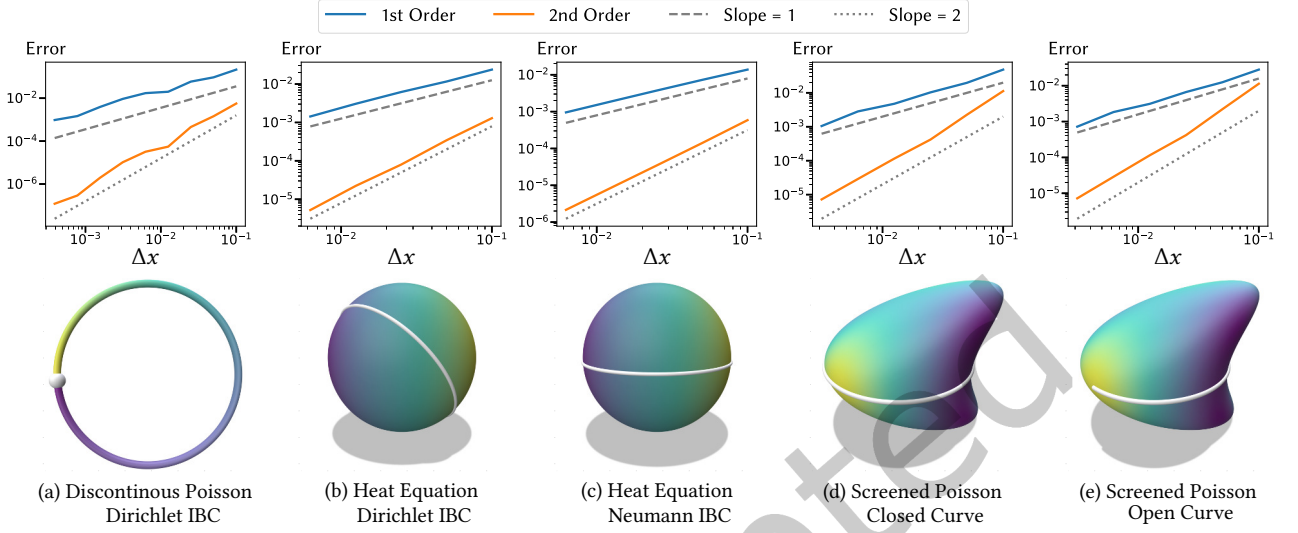 1st Order 2nd Order Slope = 1 Slope = 2
Error Error Error Error Error
10⁻² 10⁻⁴ 10⁻⁶
10⁻² 10⁻³ 10⁻⁴ 10⁻⁵
10⁻² 10⁻³ 10⁻⁴ 10⁻⁵ 10⁻⁶
10⁻² 10⁻³ 10⁻⁴ 10⁻⁵
10⁻² 10⁻³ 10⁻⁴ 10⁻⁵
10⁻³ 10⁻² 10⁻¹ 10⁻² 10⁻¹ 10⁻² 10⁻¹ 10⁻² 10⁻¹ 10⁻² 10⁻¹
Δx Δx Δx Δx Δx
(a) Discontinous Poisson
Dirichlet IBC
(b) Heat Equation
Dirichlet IBC
(c) Heat Equation
Neumann IBC
(d) Screened Poisson
Closed Curve
(e) Screened Poisson
Open Curve